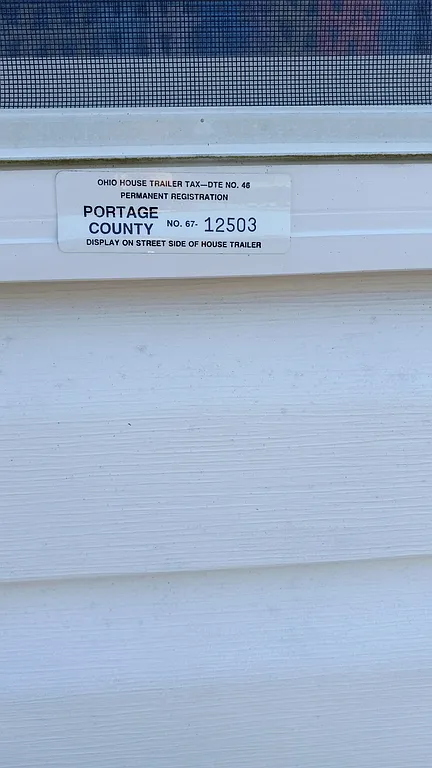 OHIO HOUSE TRAILER TAX—DTE NO. 46
PERMANENT REGISTRATION
PORTAGE
COUNTY NO. 67- 12503
DISPLAY ON STREET SIDE OF HOUSE TRAILER